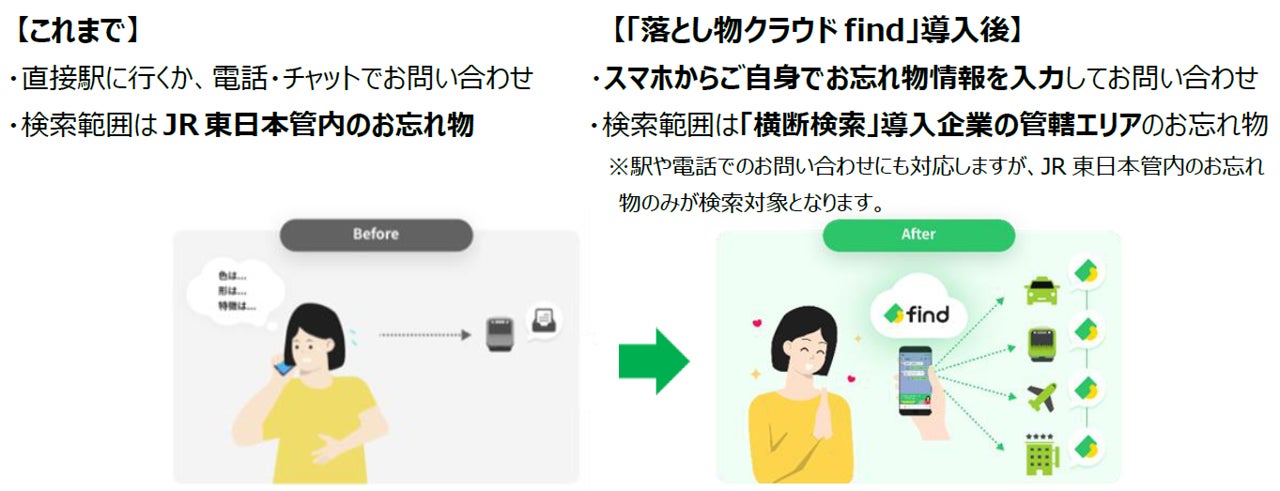 【これまで】
・直接駅に行くか、電話・チャットでお問い合わせ
・検索範囲は JR 東日本管内のお忘れ物
【「落とし物クラウド find」導入後】
・スマホからご自身でお忘れ物情報を入力してお問い合わせ
・検索範囲は「横断検索」導入企業の管轄エリアのお忘れ物
※駅や電話でのお問い合わせにも対応しますが、JR 東日本管内のお忘れ
物のみが検索対象となります。
Before
色は...
形は...
特徴は...
After
find